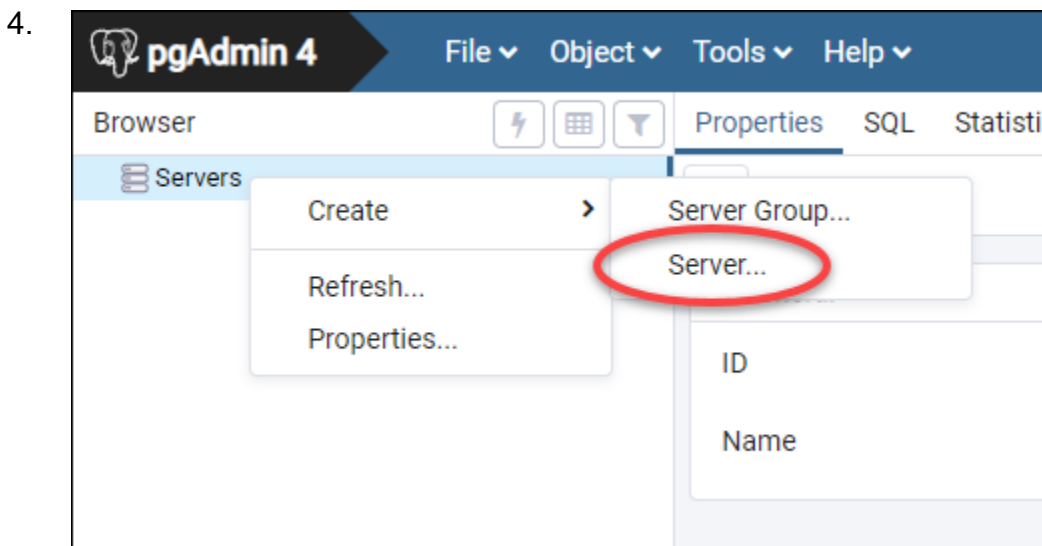 4.
pgAdmin 4 File Object Tools Help
Browser Properties SQL Statisti
Servers
Create Server Group...
Server...
Refresh...
Properties...
ID
Name